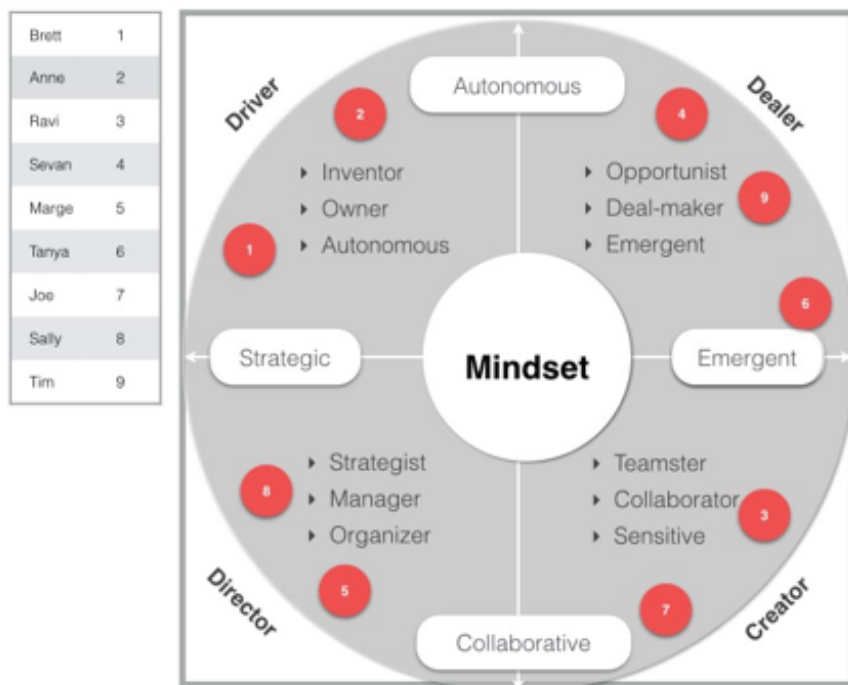 Brett 1
Anne 2
Ravi 3
Sevan 4
Marge 5
Tanya 6
Joe 7
Sally 8
Tim 9
Driver
Autonomous
Dealer
2
4
Inventor
Owner
Autonomous
Opportunist
Deal-maker
Emergent
9
1
6
Strategic
Mindset
Emergent
Strategist
Manager
Organizer
Teamster
Collaborator
Sensitive
8
3
5
7
Director
Collaborative
Creator